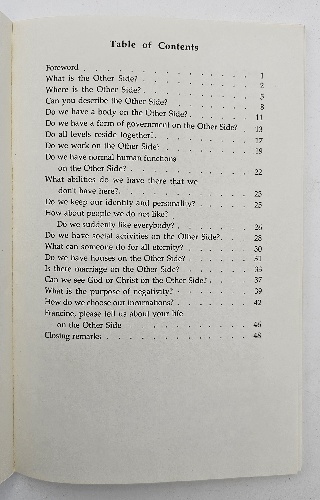 Table of Contents
Foreword . . . . . . . . . . . . . . 1
What is the Other Side? . . . . . . . . . . 2
Where is the Other Side? . . . . . . . . . . 5
Can you describe the Other Side? . . . . . . . 8
Do we have a body on the Other Side? . . . . . . 11
Do we have a form of government on the Other Side? 13
Do all levels reside together? . . . . . . . . 17
Do we work on the Other Side? . . . . . . . . 19
Do we have normal human functions
on the Other Side? . . . . . . . . . . 22
What abilities do we have there that we
don't have here? . . . . . . . . . . 23
Do we keep our identity and personality? . . . . . 25
How about people we do not like?
Do we suddenly like everybody? . . . . . . 26
Do we have social activities on the Other Side? . . . 28
What can someone do for all eternity? . . . . . . 30
Do we have houses on the Other Side? . . . . . . 31
Is there marriage on the Other Side? . . . . . . 35
Can we see God or Christ on the Other Side? . . . . 37
What is the purpose of negativity? . . . . . . . 39
How do we choose our incarnations? . . . . . . 42
Francine, please tell us about your life
on the Other Side . . . . . . . . . . 46
Closing remarks . . . . . . . . . . . . 48